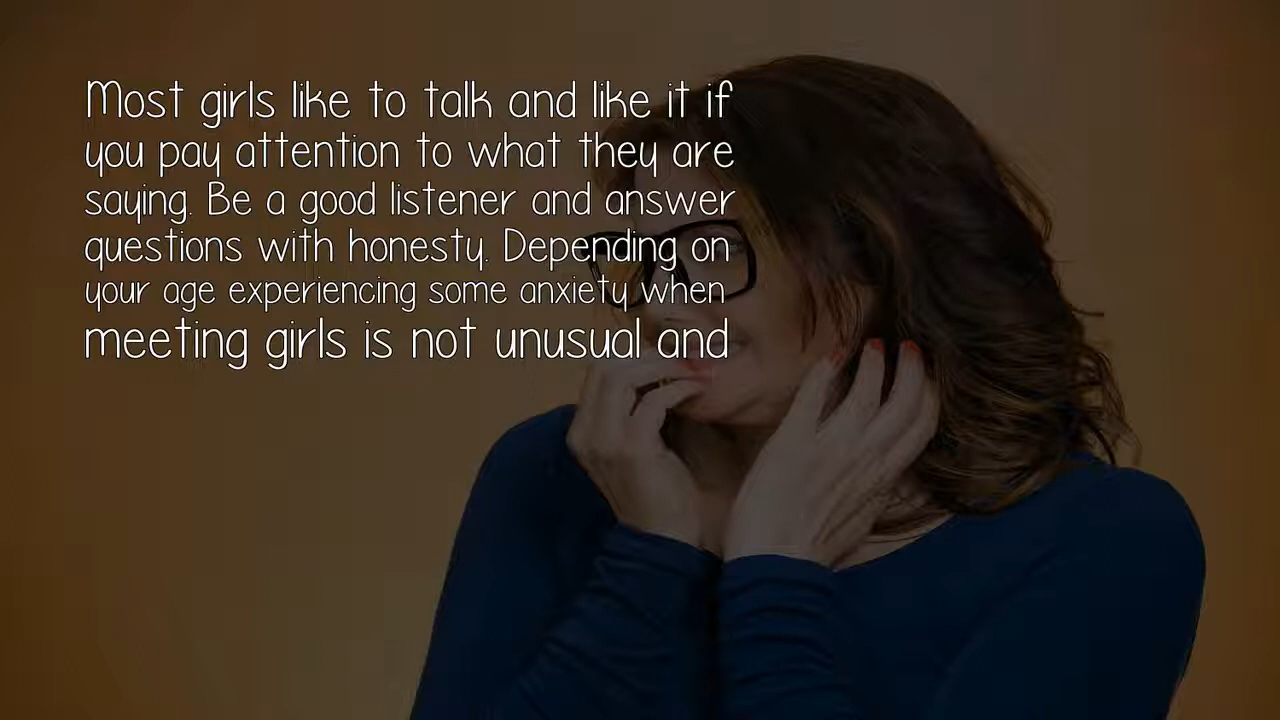 Most girls like to talk and like it if
you pay attention to what they are
saying. Be a good listener and answer
questions with honesty. Depending on
your age experiencing some anxiety when
meeting girls is not unusual and